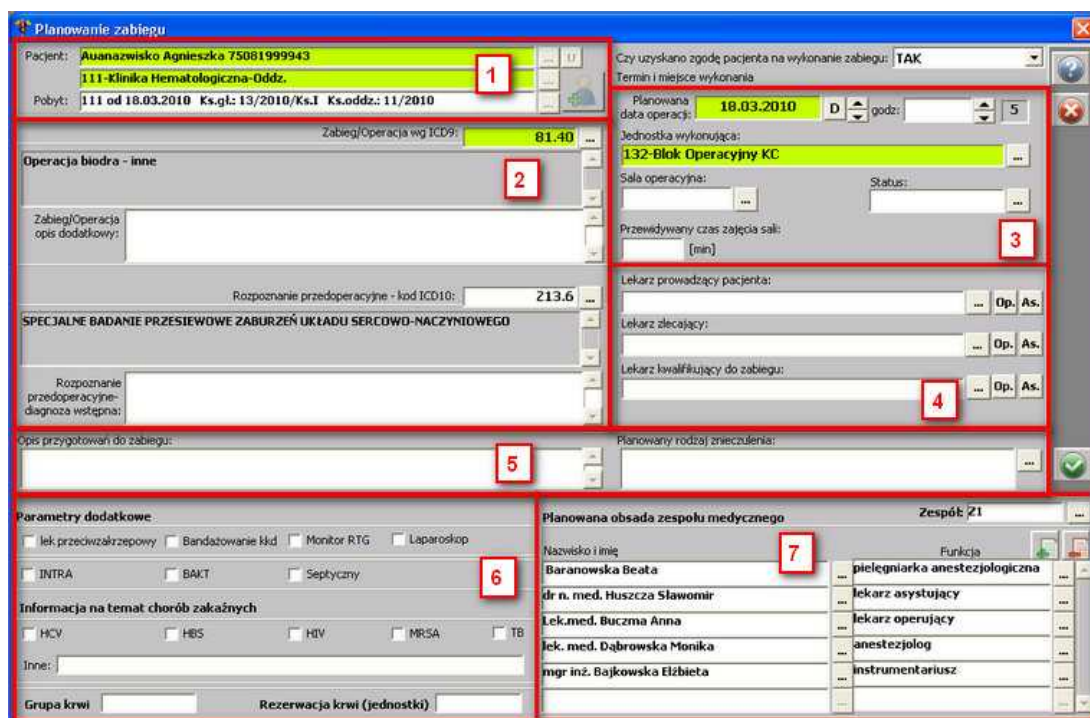 Planowanie zabiegu
Pacjent: Auanazwisko Agnieszka 75081999943 ... U
111-Klinika Hematologiczna-Oddz. ...
Pobyt: 111 od 18.03.2010 Ks.gł.: 13/2010/Ks.I Ks.oddz.: 11/2010 ...
1
Czy uzyskano zgodę pacjenta na wykonanie zabiegu: TAK
Termin i miejsce wykonania
Zabieg/Operacja wg ICD9: 81.40 ...
Operacja biodra - inne
2
Zabieg/Operacja
opis dodatkowy:
Rozpoznanie przedoperacyjne - kod ICD10: Z13.6 ...
SPECJALNE BADANIE PRZESIEWOWE ZABURZEŃ UKŁADU SERCOWO-NACZYNIOWEGO
Rozpoznanie
przedoperacyjne-
diagnoza wstępna:
Planowana
data operacji: 18.03.2010 D godz: 5
Jednostka wykonująca:
132-Blok Operacyjny KC ...
Sala operacyjna: Status:
... ...
Przewidywany czas zajęcia sali:
[min]
3
Lekarz prowadzący pacjenta:
... Op. As.
Lekarz zlecający:
... Op. As.
Lekarz kwalifikujący do zabiegu:
... Op. As.
4
Opis przygotowań do zabiegu:
5
Planowany rodzaj znieczulenia:
...
Parametry dodatkowe
lek przeciwzakrzepowy Bandażowanie kkd Monitor RTG Laparoskop
INTRA BAKT Septyczny
6
Informacja na temat chorób zakaźnych
HCV HBS HIV MRSA TB
Inne:
Grupa krwi Rezerwacja krwi (jednostki)
Planowana obsada zespołu medycznego Zespół: Z1 ...
7
Nazwisko i imię Funkcja
Baranowska Beata ... pielęgniarka anestezjologiczna ...
dr n. med. Huszcza Sławomir ... lekarz asystujący ...
Lek.med. Buczma Anna ... lekarz operujący ...
lek. med. Dąbrowska Monika ... anestezjolog ...
mgr inż. Bajkowska Elżbieta ... instrumentariusz ...
... ...